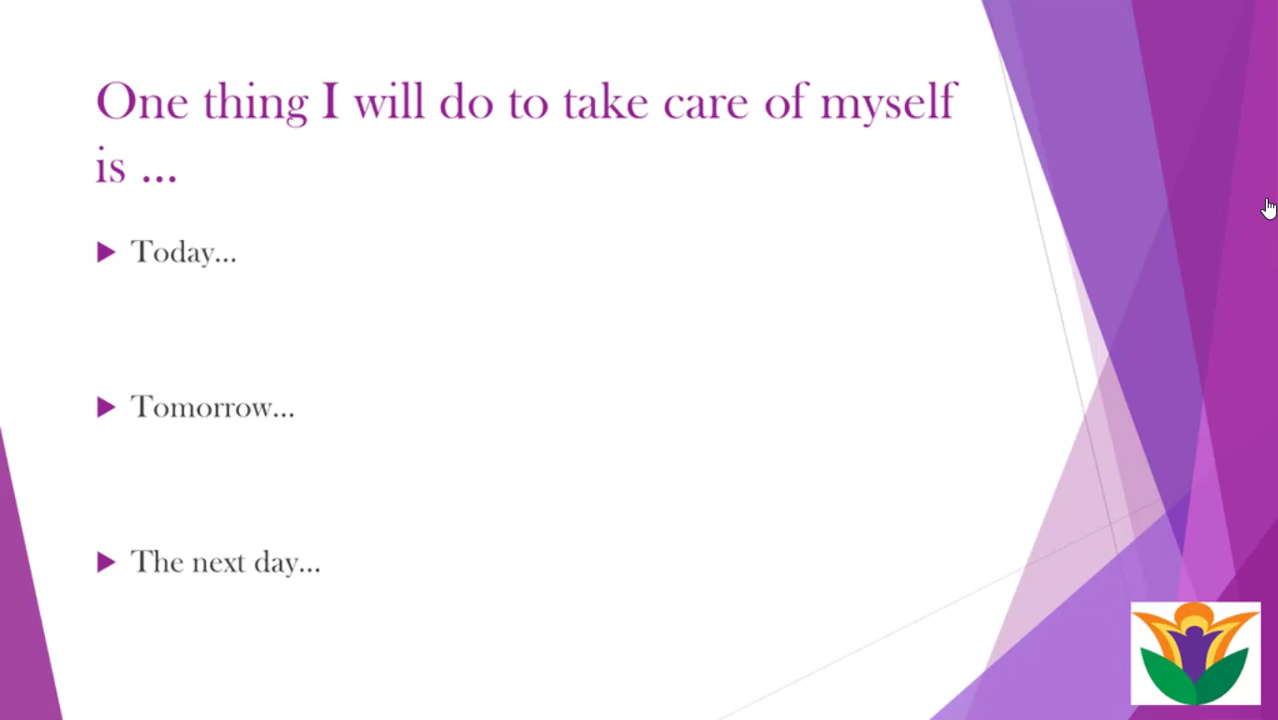 One thing I will do to take care of myself
is ...
Today...
Tomorrow...
The next day...